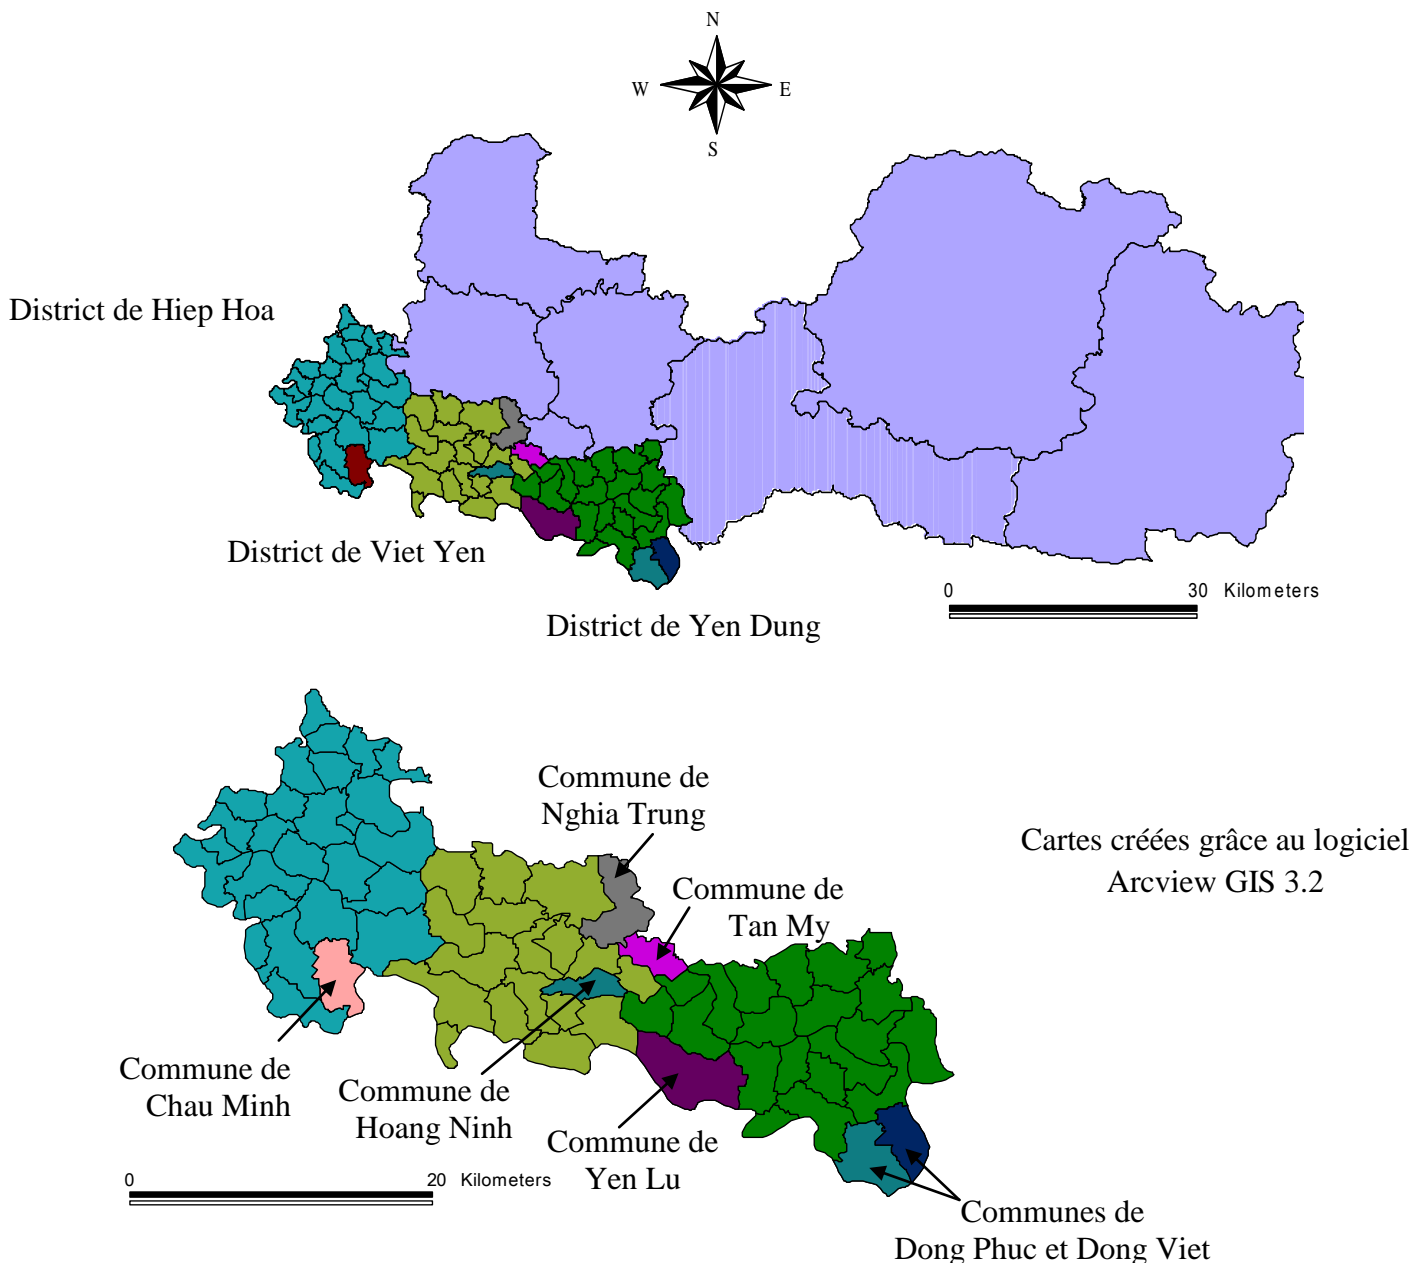 N
W
E
S
District de Hiep Hoa
District de Viet Yen
0 30 Kilometers
District de Yen Dung
Commune de
Nghia Trung
Cartes créées grâce au logiciel
Arcview GIS 3.2
Commune de
Tan My
Commune de
Chau Minh
Commune de
Hoang Ninh
Commune de
Yen Lu
0 20 Kilometers
Communes de
Dong Phuc et Dong Viet